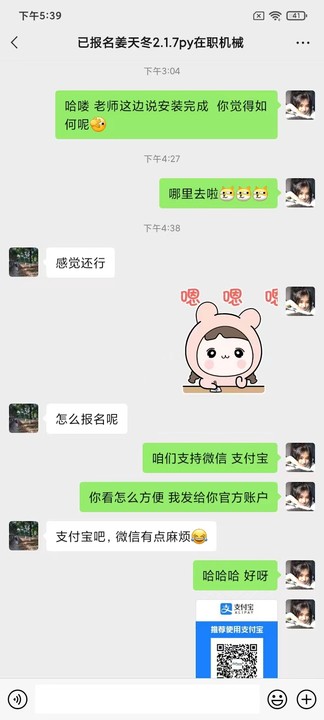 下午5:39
41
已报名姜天冬2.1.7py在职机械
下午3:04
哈喽 老师这边说安装完成 你觉得如
何呢
下午4:27
哪里去啦
下午4:38
感觉还行
嗯 嗯 嗯
怎么报名呢
咱们支持微信 支付宝
你看怎么方便 我发给你官方账户
支付宝吧, 微信有点麻烦
哈哈哈 好呀
支付宝
ALIPAY
推荐使用支付宝